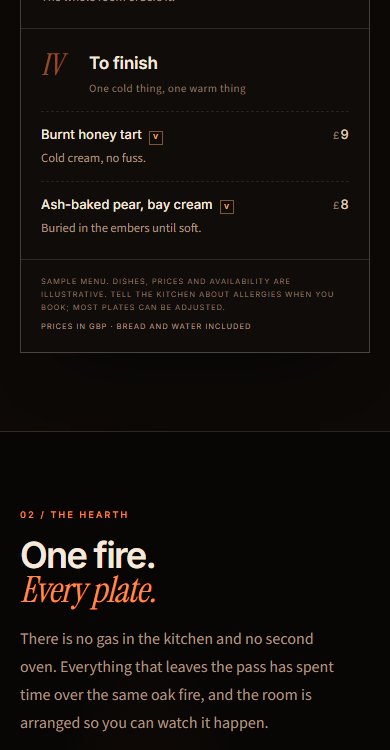 IV To finish
One cold thing, one warm thing
Burnt honey tart V £9
Cold cream, no fuss.
Ash-baked pear, bay cream V £8
Buried in the embers until soft.
SAMPLE MENU. DISHES, PRICES AND AVAILABILITY ARE
ILLUSTRATIVE. TELL THE KITCHEN ABOUT ALLERGIES WHEN YOU
BOOK; MOST PLATES CAN BE ADJUSTED.
PRICES IN GBP · BREAD AND WATER INCLUDED
02 / THE HEARTH
One fire.
Every plate.
There is no gas in the kitchen and no second
oven. Everything that leaves the pass has spent
time over the same oak fire, and the room is
arranged so you can watch it happen.